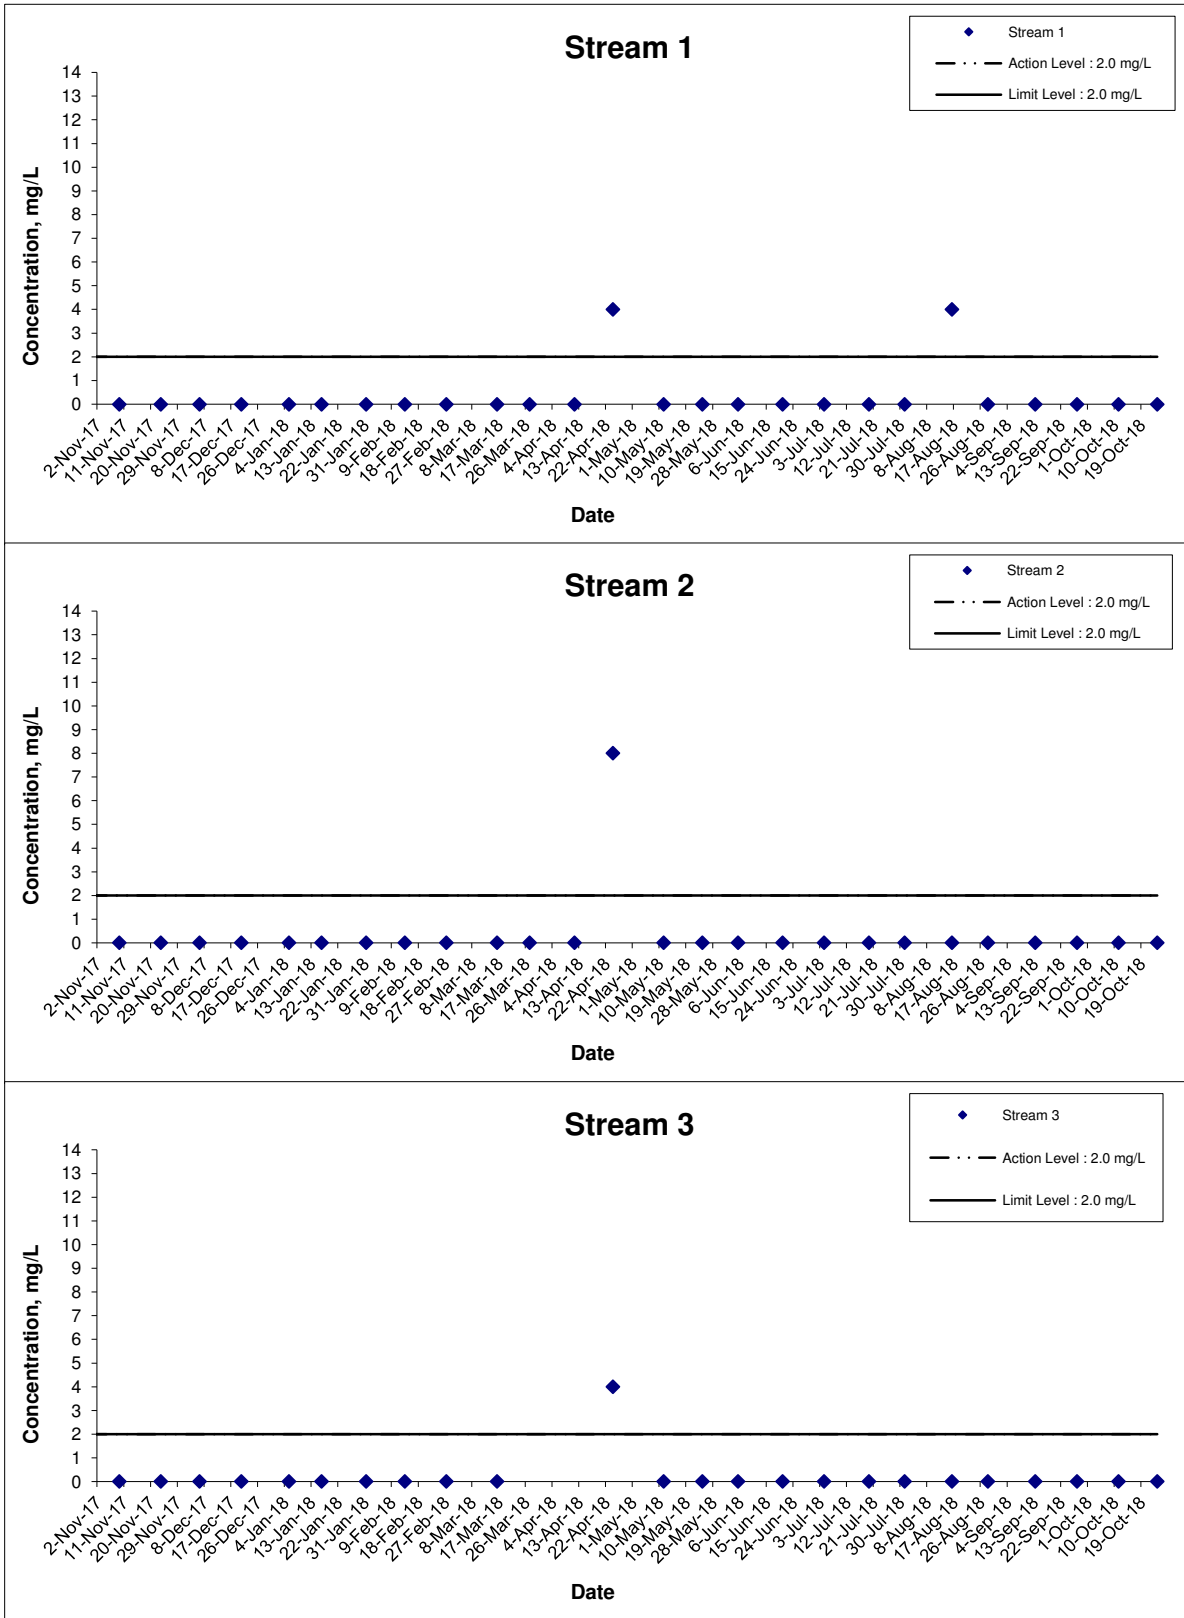 Stream 1
Stream 1
Action Level : 2.0 mg/L
Limit Level : 2.0 mg/L
Concentration, mg/L
14
13
12
11
10
9
8
7
6
5
4
3
2
1
0
2-Nov-17
11-Nov-17
20-Nov-17
29-Nov-17
8-Dec-17
17-Dec-17
26-Dec-17
4-Jan-18
13-Jan-18
22-Jan-18
31-Jan-18
9-Feb-18
18-Feb-18
27-Feb-18
8-Mar-18
17-Mar-18
26-Mar-18
4-Apr-18
13-Apr-18
22-Apr-18
1-May-18
10-May-18
19-May-18
28-May-18
6-Jun-18
15-Jun-18
24-Jun-18
3-Jul-18
12-Jul-18
21-Jul-18
30-Jul-18
8-Aug-18
17-Aug-18
26-Aug-18
4-Sep-18
13-Sep-18
22-Sep-18
1-Oct-18
10-Oct-18
19-Oct-18
Date
Stream 2
Stream 2
Action Level : 2.0 mg/L
Limit Level : 2.0 mg/L
Concentration, mg/L
14
13
12
11
10
9
8
7
6
5
4
3
2
1
0
2-Nov-17
11-Nov-17
20-Nov-17
29-Nov-17
8-Dec-17
17-Dec-17
26-Dec-17
4-Jan-18
13-Jan-18
22-Jan-18
31-Jan-18
9-Feb-18
18-Feb-18
27-Feb-18
8-Mar-18
17-Mar-18
26-Mar-18
4-Apr-18
13-Apr-18
22-Apr-18
1-May-18
10-May-18
19-May-18
28-May-18
6-Jun-18
15-Jun-18
24-Jun-18
3-Jul-18
12-Jul-18
21-Jul-18
30-Jul-18
8-Aug-18
17-Aug-18
26-Aug-18
4-Sep-18
13-Sep-18
22-Sep-18
1-Oct-18
10-Oct-18
19-Oct-18
Date
Stream 3
Stream 3
Action Level : 2.0 mg/L
Limit Level : 2.0 mg/L
Concentration, mg/L
14
13
12
11
10
9
8
7
6
5
4
3
2
1
0
2-Nov-17
11-Nov-17
20-Nov-17
29-Nov-17
8-Dec-17
17-Dec-17
26-Dec-17
4-Jan-18
13-Jan-18
22-Jan-18
31-Jan-18
9-Feb-18
18-Feb-18
27-Feb-18
8-Mar-18
17-Mar-18
26-Mar-18
4-Apr-18
13-Apr-18
22-Apr-18
1-May-18
10-May-18
19-May-18
28-May-18
6-Jun-18
15-Jun-18
24-Jun-18
3-Jul-18
12-Jul-18
21-Jul-18
30-Jul-18
8-Aug-18
17-Aug-18
26-Aug-18
4-Sep-18
13-Sep-18
22-Sep-18
1-Oct-18
10-Oct-18
19-Oct-18
Date